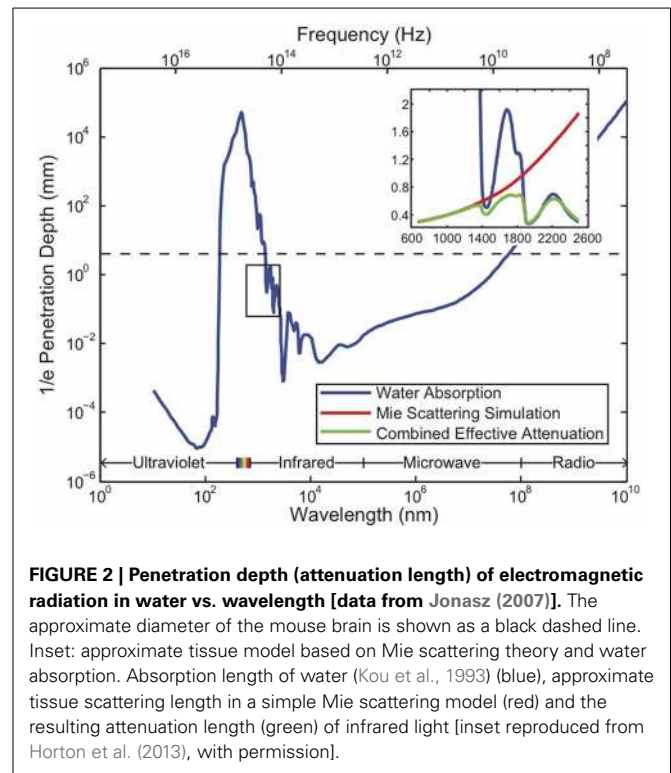 Frequency (Hz)
10^16 10^14 10^12 10^10 10^8
10^6
10^4
10^2
10^0
10^-2
10^-4
10^-6
1/e Penetration Depth (mm)
2
1.6
1.2
0.8
0.4
600 1000 1400 1800 2200 2600
Water Absorption
Mie Scattering Simulation
Combined Effective Attenuation
Ultraviolet Infrared Microwave Radio
10^0 10^2 10^4 10^6 10^8 10^10
Wavelength (nm)
FIGURE 2 | Penetration depth (attenuation length) of electromagnetic
radiation in water vs. wavelength [data from Jonasz (2007)]. The
approximate diameter of the mouse brain is shown as a black dashed line.
Inset: approximate tissue model based on Mie scattering theory and water
absorption. Absorption length of water (Kou et al., 1993) (blue), approximate
tissue scattering length in a simple Mie scattering model (red) and the
resulting attenuation length (green) of infrared light [inset reproduced from
Horton et al. (2013), with permission].